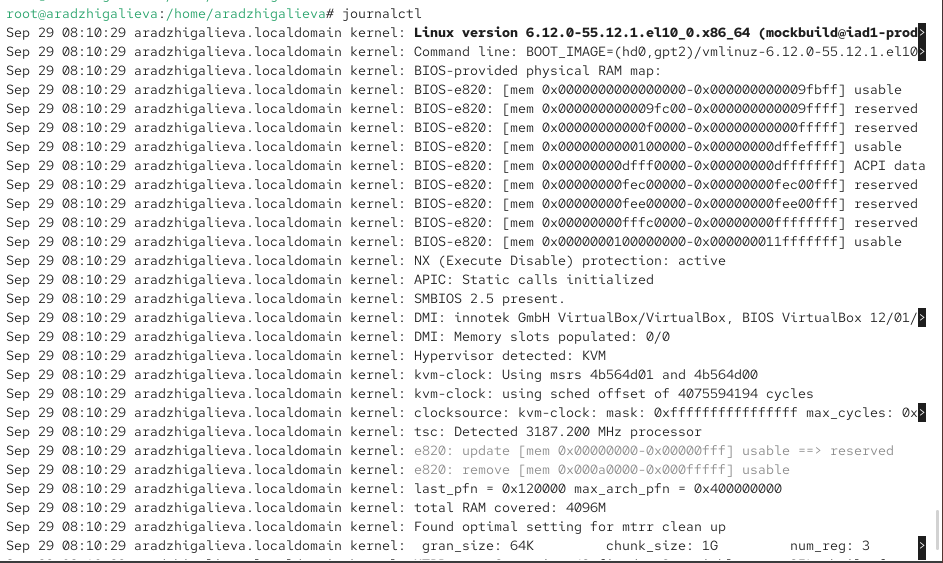 root@aradzhigalieva:/home/aradzhigalieva# journalctl
Sep 29 08:10:29 aradzhigalieva.localdomain kernel: Linux version 6.12.0-55.12.1.el10_0.x86_64 (mockbuild@iad1-prod>
Sep 29 08:10:29 aradzhigalieva.localdomain kernel: Command line: BOOT_IMAGE=(hd0,gpt2)/vmlinuz-6.12.0-55.12.1.el10>
Sep 29 08:10:29 aradzhigalieva.localdomain kernel: BIOS-provided physical RAM map:
Sep 29 08:10:29 aradzhigalieva.localdomain kernel: BIOS-e820: [mem 0x0000000000000000-0x000000000009fbff] usable
Sep 29 08:10:29 aradzhigalieva.localdomain kernel: BIOS-e820: [mem 0x000000000009fc00-0x000000000009ffff] reserved
Sep 29 08:10:29 aradzhigalieva.localdomain kernel: BIOS-e820: [mem 0x00000000000f0000-0x00000000000fffff] reserved
Sep 29 08:10:29 aradzhigalieva.localdomain kernel: BIOS-e820: [mem 0x0000000000100000-0x00000000dffeffff] usable
Sep 29 08:10:29 aradzhigalieva.localdomain kernel: BIOS-e820: [mem 0x00000000dfff0000-0x00000000dfffffff] ACPI data
Sep 29 08:10:29 aradzhigalieva.localdomain kernel: BIOS-e820: [mem 0x00000000fec00000-0x00000000fec00fff] reserved
Sep 29 08:10:29 aradzhigalieva.localdomain kernel: BIOS-e820: [mem 0x00000000fee00000-0x00000000fee00fff] reserved
Sep 29 08:10:29 aradzhigalieva.localdomain kernel: BIOS-e820: [mem 0x00000000fffc0000-0x00000000ffffffff] reserved
Sep 29 08:10:29 aradzhigalieva.localdomain kernel: BIOS-e820: [mem 0x0000000100000000-0x000000011fffffff] usable
Sep 29 08:10:29 aradzhigalieva.localdomain kernel: NX (Execute Disable) protection: active
Sep 29 08:10:29 aradzhigalieva.localdomain kernel: APIC: Static calls initialized
Sep 29 08:10:29 aradzhigalieva.localdomain kernel: SMBIOS 2.5 present.
Sep 29 08:10:29 aradzhigalieva.localdomain kernel: DMI: innotek GmbH VirtualBox/VirtualBox, BIOS VirtualBox 12/01/>
Sep 29 08:10:29 aradzhigalieva.localdomain kernel: DMI: Memory slots populated: 0/0
Sep 29 08:10:29 aradzhigalieva.localdomain kernel: Hypervisor detected: KVM
Sep 29 08:10:29 aradzhigalieva.localdomain kernel: kvm-clock: Using msrs 4b564d01 and 4b564d00
Sep 29 08:10:29 aradzhigalieva.localdomain kernel: kvm-clock: using sched offset of 4075594194 cycles
Sep 29 08:10:29 aradzhigalieva.localdomain kernel: clocksource: kvm-clock: mask: 0xffffffffffffffff max_cycles: 0x>
Sep 29 08:10:29 aradzhigalieva.localdomain kernel: tsc: Detected 3187.200 MHz processor
Sep 29 08:10:29 aradzhigalieva.localdomain kernel: e820: update [mem 0x00000000-0x00000fff] usable ==> reserved
Sep 29 08:10:29 aradzhigalieva.localdomain kernel: e820: remove [mem 0x000a0000-0x000fffff] usable
Sep 29 08:10:29 aradzhigalieva.localdomain kernel: last_pfn = 0x120000 max_arch_pfn = 0x400000000
Sep 29 08:10:29 aradzhigalieva.localdomain kernel: total RAM covered: 4096M
Sep 29 08:10:29 aradzhigalieva.localdomain kernel: Found optimal setting for mtrr clean up
Sep 29 08:10:29 aradzhigalieva.localdomain kernel:  gran_size: 64K         chunk_size: 1G         num_reg: 3      >